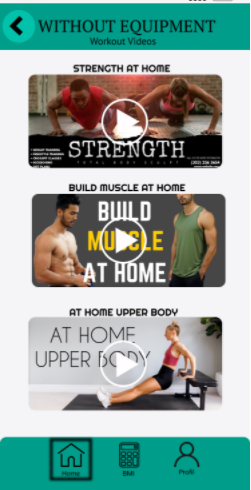 WITHOUT EQUIPMENT
Workout Videos
STRENGTH AT HOME
STRENGTH
TOTAL BODY SCULPT
BUILD MUSCLE AT HOME
BUILD
MUSCLE
AT HOME
AT HOME UPPER BODY
AT HOME
UPPER BODY
Home
BMI
Profil